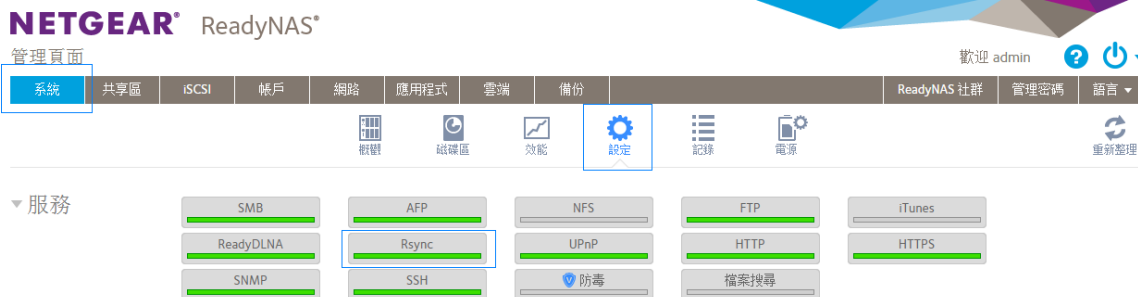 NETGEAR® ReadyNAS®
管理頁面
歡迎 admin ?
系統 共享區 iSCSI 帳戶 網路 應用程式 雲端 備份 ReadyNAS 社群 管理密碼 語言
概觀 磁碟區 效能 設定 記錄 電源 重新整理
服務
SMB AFP NFS FTP iTunes
ReadyDLNA Rsync UPnP HTTP HTTPS
SNMP SSH 防毒 檔案搜尋